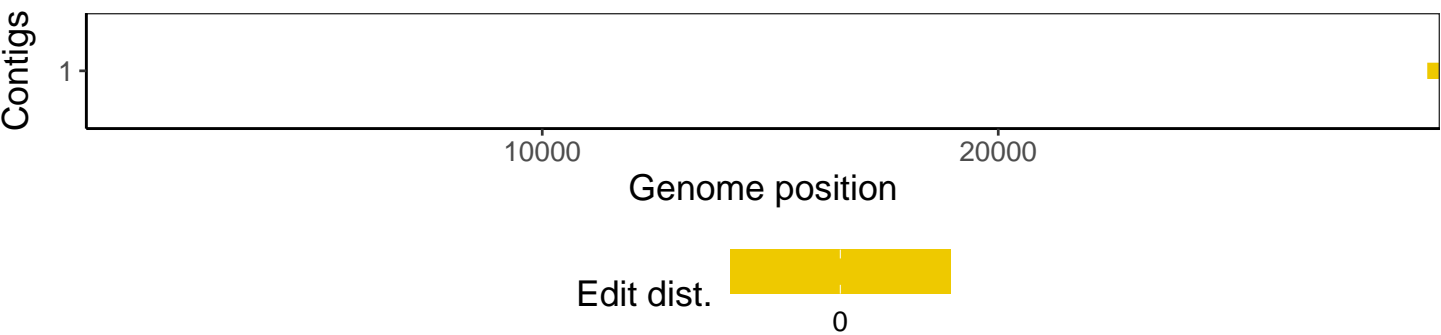 Contigs
1
10000 20000
Genome position
Edit dist.
0